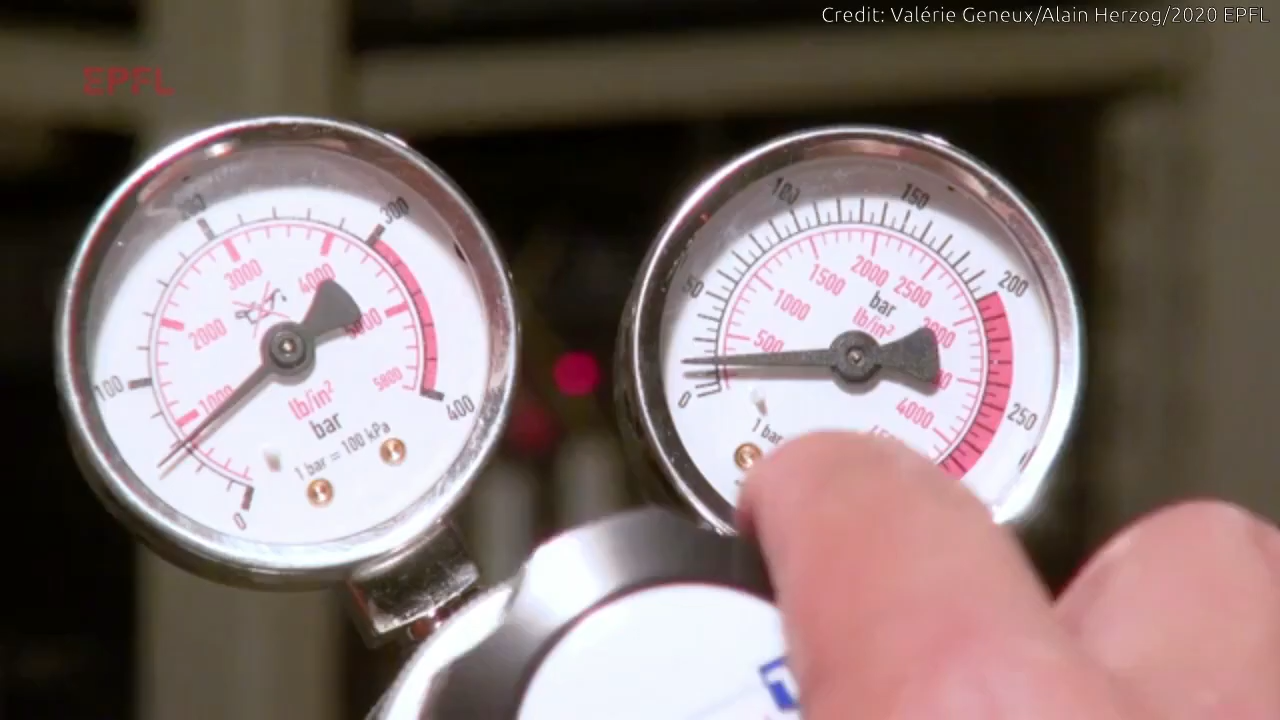 Credit: Valérie Geneux/Alain Herzog/2020 EPFL
EPFL
0
100
200
300
400
1000
2000
3000
4000
5000
5800
lb/in²
bar
1 bar = 100 kPa
0
50
100
150
200
250
500
1000
1500
2000
2500
4000
bar
lb/in²
1 bar